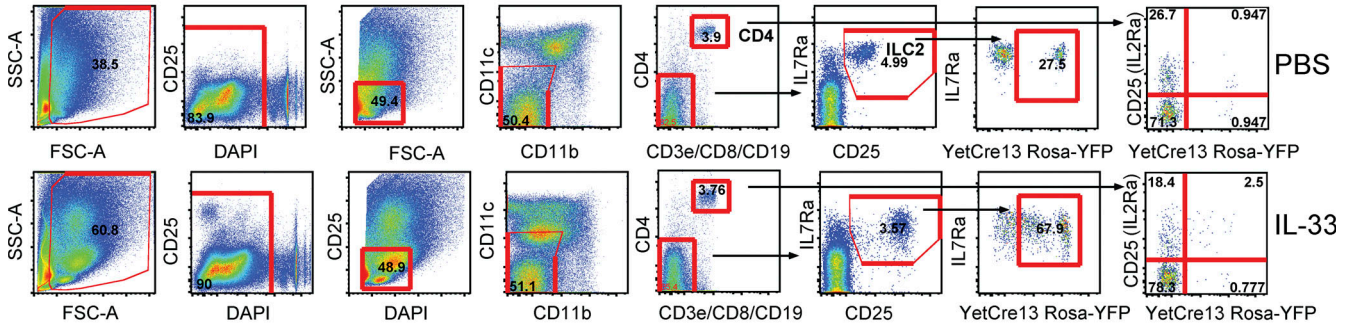 SSC-A
38.5
FSC-A
CD25
83.9
DAPI
SSC-A
49.4
FSC-A
CD11c
50.4
CD11b
CD4
3.9
CD4
CD3e/CD8/CD19
IL7Ra
ILC2
4.99
CD25
IL7Ra
27.5
YetCre13 Rosa-YFP
CD25 (IL2Ra)
26.7 0.947
71.3 0.947
YetCre13 Rosa-YFP
PBS
SSC-A
60.8
FSC-A
CD25
90
DAPI
CD25
48.9
DAPI
CD11c
51.1
CD11b
CD4
3.76
CD3e/CD8/CD19
IL7Ra
3.57
CD25
IL7Ra
67.9
YetCre13 Rosa-YFP
CD25 (IL2Ra)
18.4 2.5
78.3 0.777
YetCre13 Rosa-YFP
IL-33